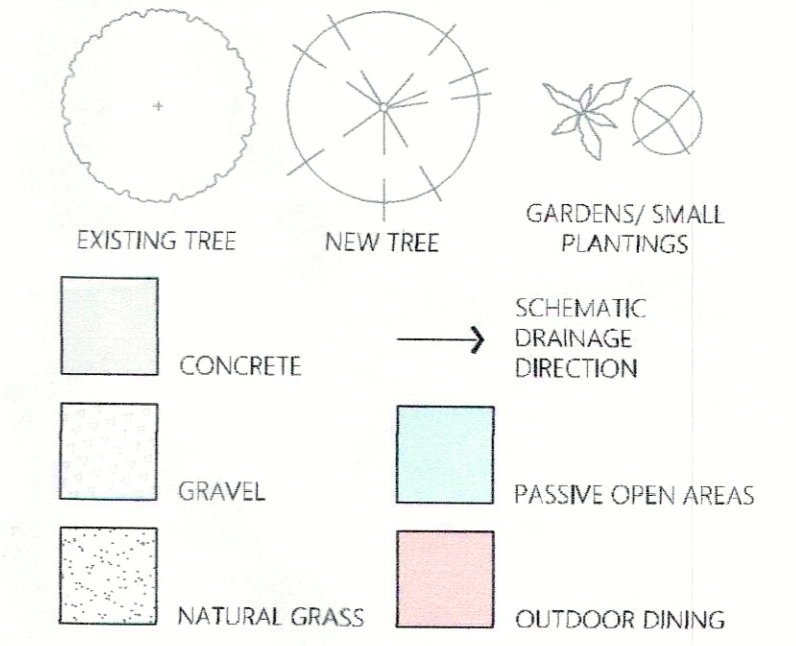 EXISTING TREE
NEW TREE
GARDENS/ SMALL
PLANTINGS
CONCRETE
SCHEMATIC
DRAINAGE
DIRECTION
GRAVEL
PASSIVE OPEN AREAS
NATURAL GRASS
OUTDOOR DINING